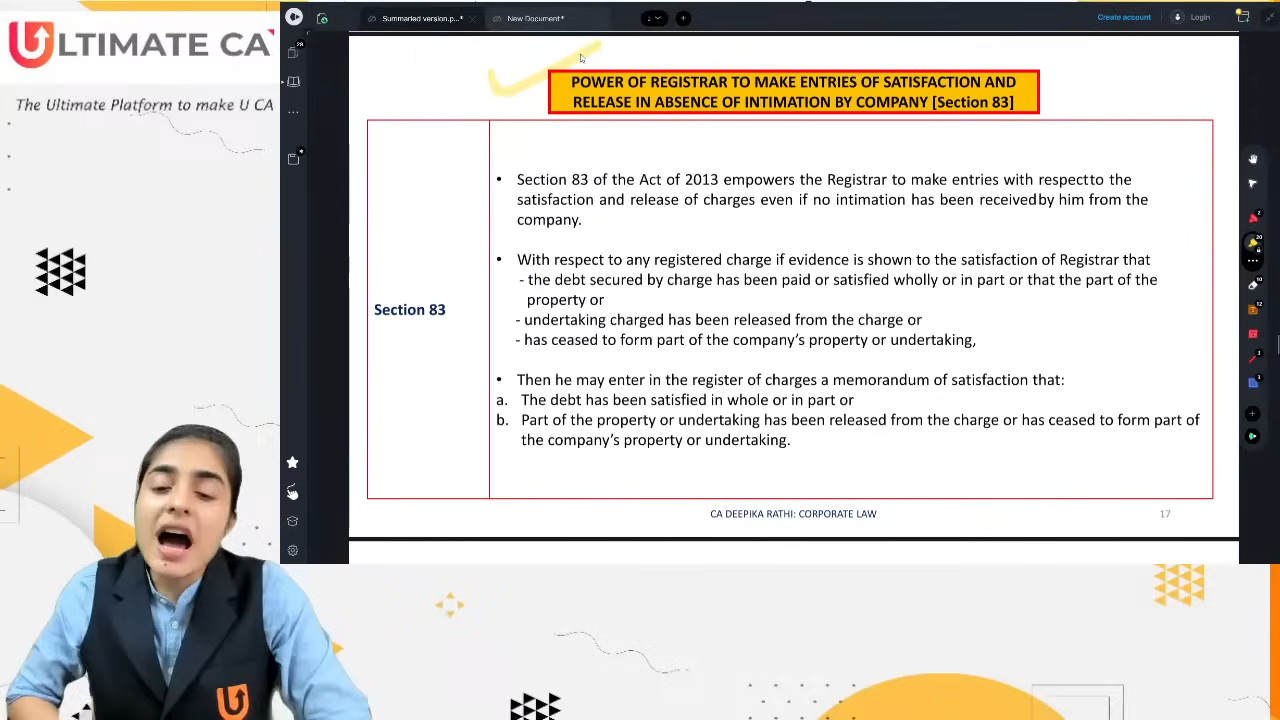 ULTIMATE CA
The Ultimate Platform to make U CA
Summaried version.p...*
New Document*
Create account
Login
POWER OF REGISTRAR TO MAKE ENTRIES OF SATISFACTION AND
RELEASE IN ABSENCE OF INTIMATION BY COMPANY [Section 83]
Section 83
• Section 83 of the Act of 2013 empowers the Registrar to make entries with respect to the
satisfaction and release of charges even if no intimation has been received by him from the
company.
• With respect to any registered charge if evidence is shown to the satisfaction of Registrar that
- the debt secured by charge has been paid or satisfied wholly or in part or that the part of the
property or
- undertaking charged has been released from the charge or
- has ceased to form part of the company's property or undertaking,
• Then he may enter in the register of charges a memorandum of satisfaction that:
a. The debt has been satisfied in whole or in part or
b. Part of the property or undertaking has been released from the charge or has ceased to form part of
the company's property or undertaking.
CA DEEPIKA RATHI: CORPORATE LAW
17